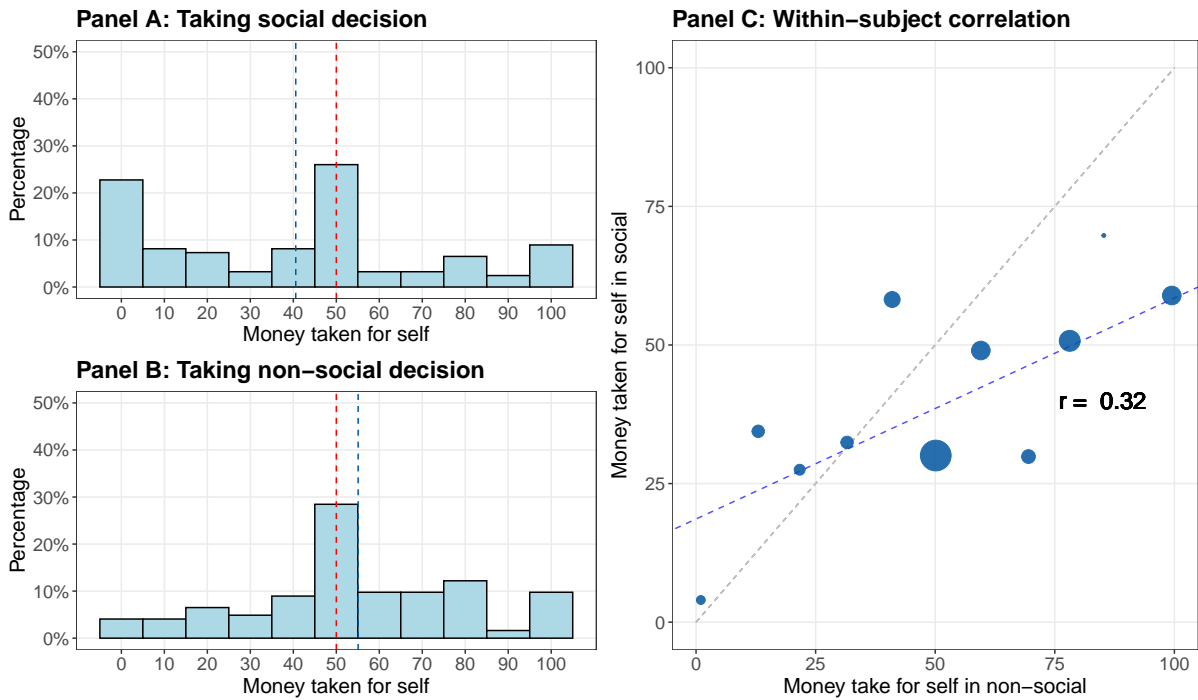 Panel A: Taking social decision
Percentage
50%
40%
30%
20%
10%
0%
0 10 20 30 40 50 60 70 80 90 100
Money taken for self
Panel B: Taking non−social decision
Percentage
50%
40%
30%
20%
10%
0%
0 10 20 30 40 50 60 70 80 90 100
Money taken for self
Panel C: Within−subject correlation
Money taken for self in social
100
75
50
25
0
r = 0.32
0 25 50 75 100
Money take for self in non−social